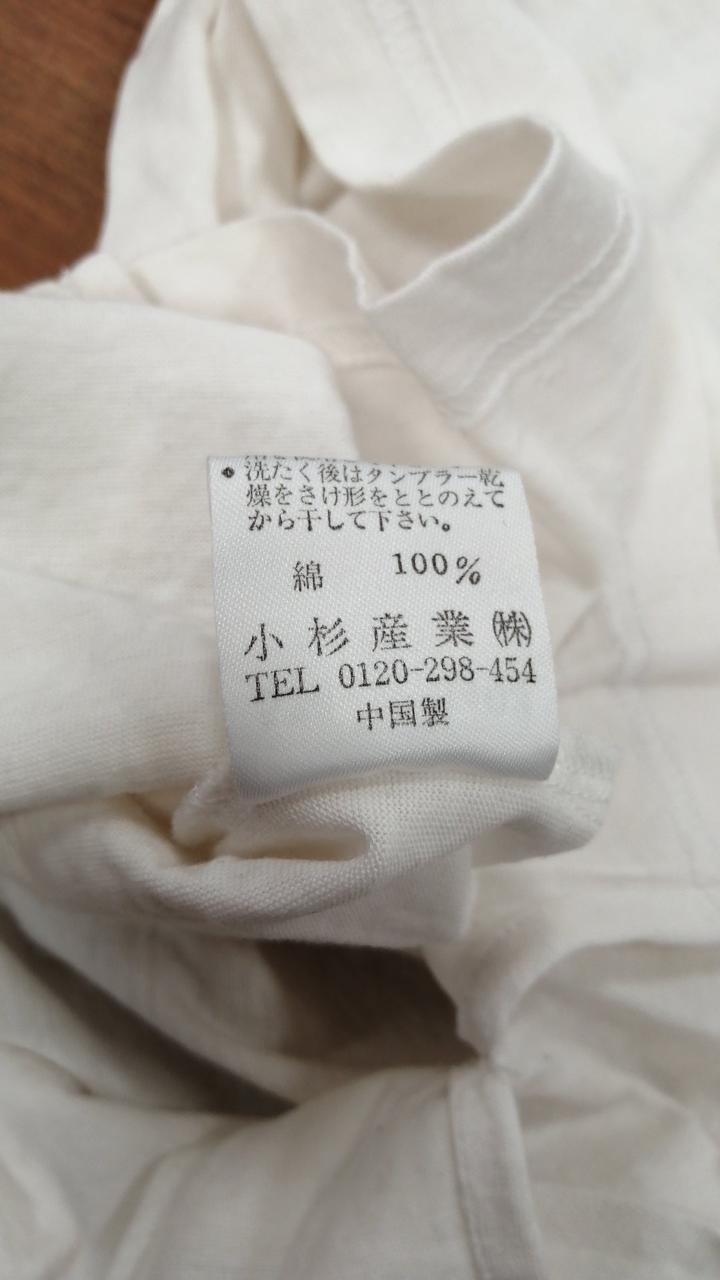 ・洗たく後はタンブラー乾
燥をさけ形をととのえて
から干して下さい。
綿 100%
小杉産業㈱
TEL 0120-298-454
中国製